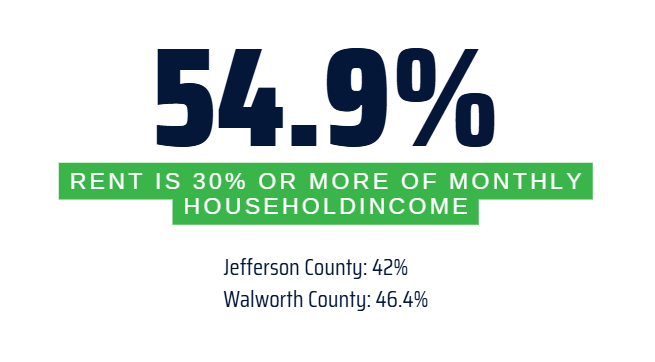 54.9%
RENT IS 30% OR MORE OF MONTHLY
HOUSEHOLDINCOME
Jefferson County: 42%
Walworth County: 46.4%